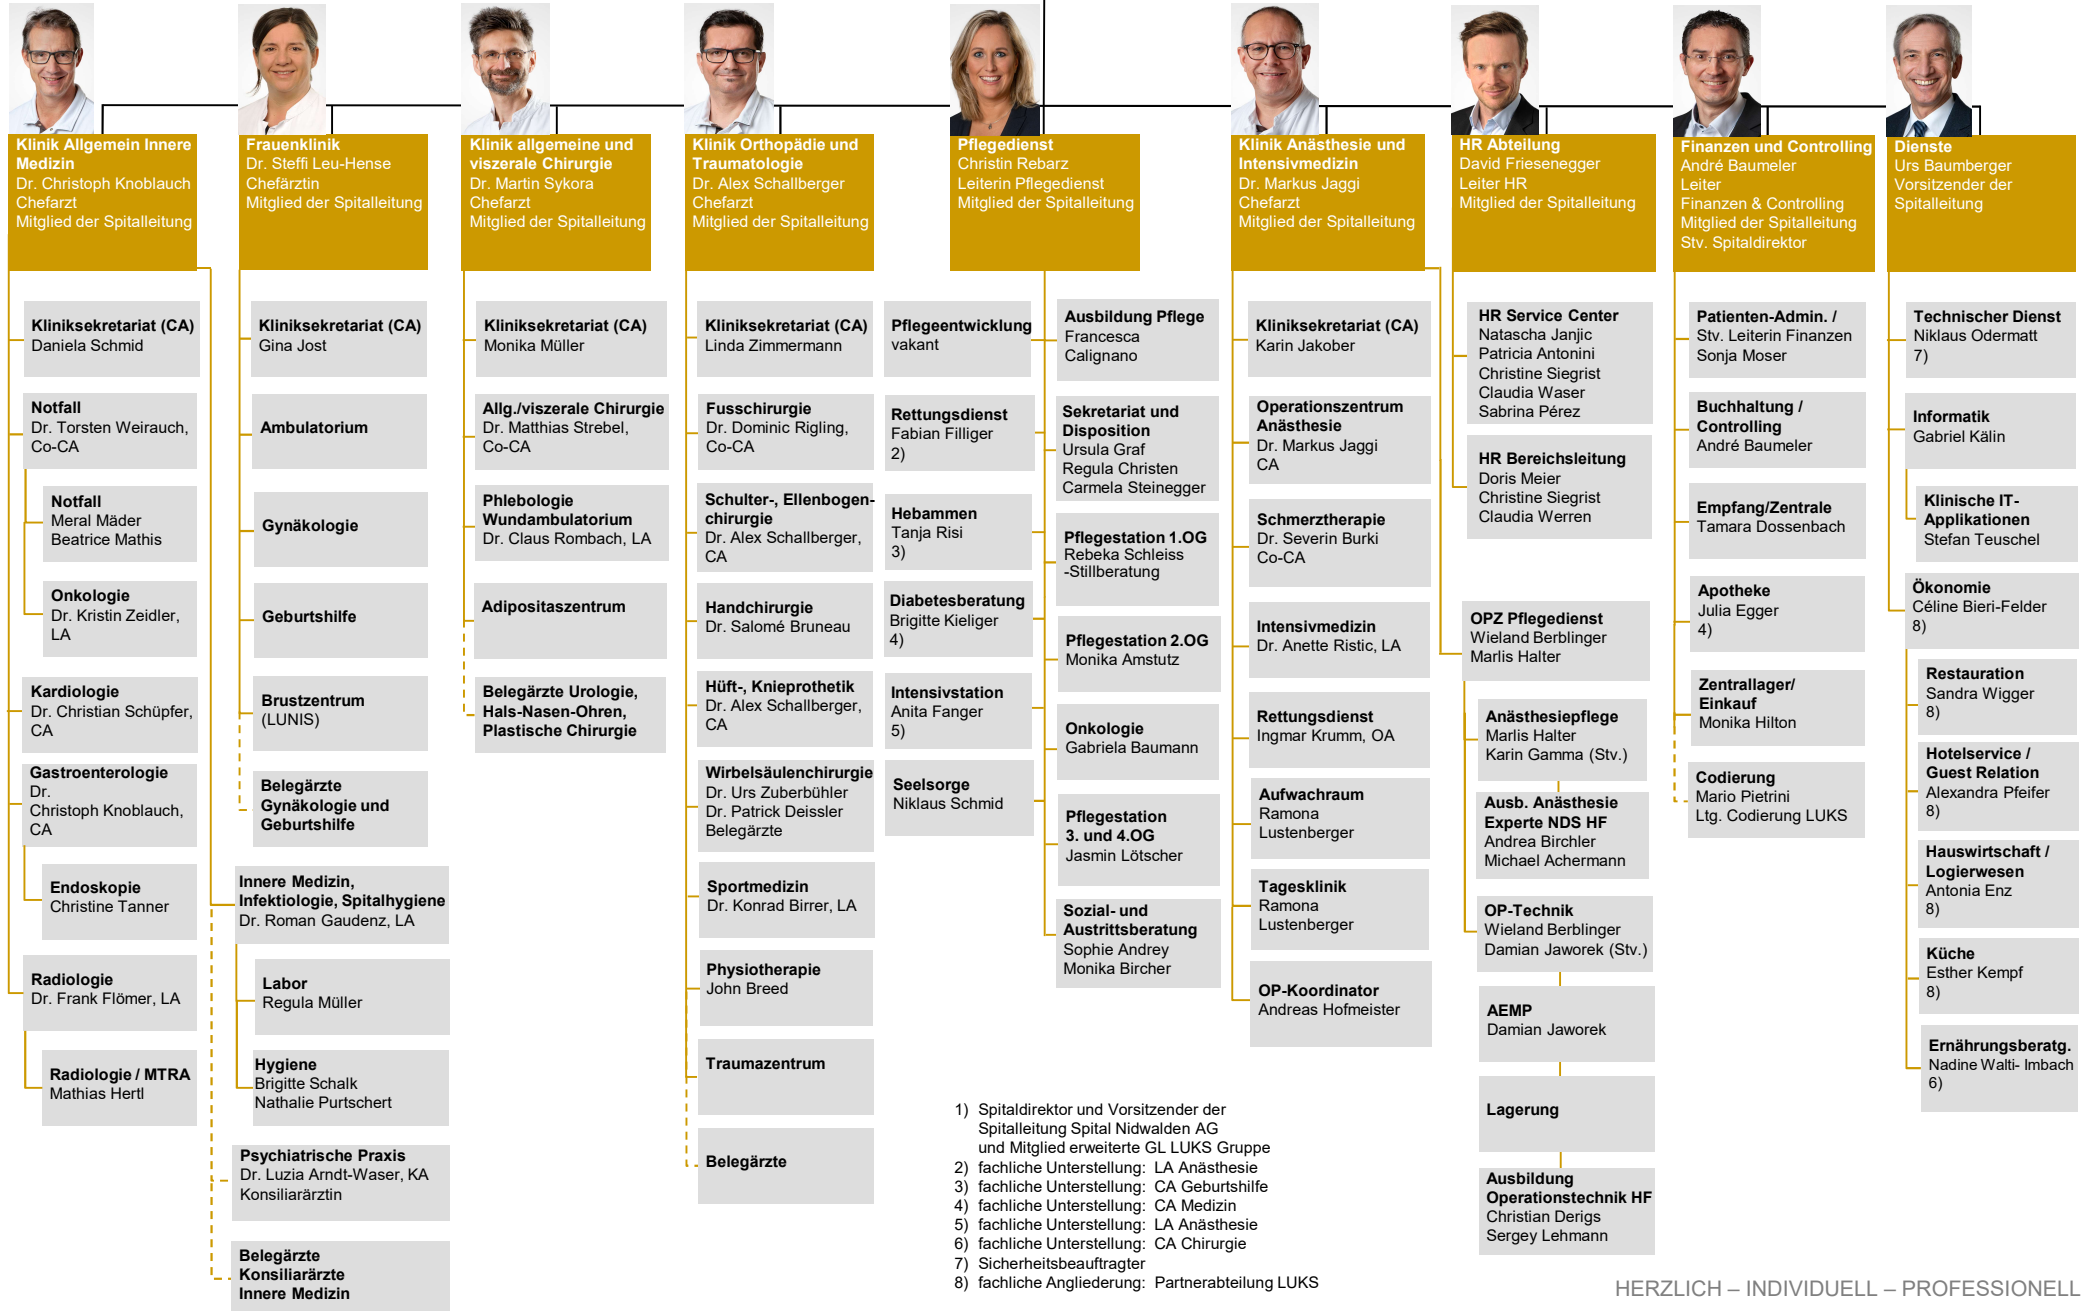 Klinik Allgemein Innere
Medizin
Dr. Christoph Knoblauch
Chefarzt
Mitglied der Spitalleitung
Frauenklinik
Dr. Steffi Leu-Hense
Chefärztin
Mitglied der Spitalleitung
Klinik allgemeine und
viszerale Chirurgie
Dr. Martin Sykora
Chefarzt
Mitglied der Spitalleitung
Klinik Orthopädie und
Traumatologie
Dr. Alex Schallberger
Chefarzt
Mitglied der Spitalleitung
Pflegedienst
Christin Rebarz
Leiterin Pflegedienst
Mitglied der Spitalleitung
Klinik Anästhesie und
Intensivmedizin
Dr. Markus Jaggi
Chefarzt
Mitglied der Spitalleitung
HR Abteilung
David Friesenegger
Leiter HR
Mitglied der Spitalleitung
Finanzen und Controlling
André Baumeler
Leiter
Finanzen & Controlling
Mitglied der Spitalleitung
Stv. Spitaldirektor
Dienste
Urs Baumberger
Vorsitzender der
Spitalleitung
Kliniksekretariat (CA)
Daniela Schmid
Notfall
Dr. Torsten Weirauch,
Co-CA
Notfall
Meral Mäder
Beatrice Mathis
Onkologie
Dr. Kristin Zeidler,
LA
Kardiologie
Dr. Christian Schüpfer,
CA
Gastroenterologie
Dr.
Christoph Knoblauch,
CA
Endoskopie
Christine Tanner
Radiologie
Dr. Frank Flömer, LA
Radiologie / MTRA
Mathias Hertl
Kliniksekretariat (CA)
Gina Jost
Ambulatorium
Gynäkologie
Geburtshilfe
Brustzentrum
(LUNIS)
Belegärzte
Gynäkologie und
Geburtshilfe
Innere Medizin,
Infektiologie, Spitalhygiene
Dr. Roman Gaudenz, LA
Labor
Regula Müller
Hygiene
Brigitte Schalk
Nathalie Purtschert
Psychiatrische Praxis
Dr. Luzia Arndt-Waser, KA
Konsiliarärztin
Belegärzte
Konsiliarärzte
Innere Medizin
Kliniksekretariat (CA)
Monika Müller
Allg./viszerale Chirurgie
Dr. Matthias Strebel,
Co-CA
Phlebologie
Wundambulatorium
Dr. Claus Rombach, LA
Adipositaszentrum
Belegärzte Urologie,
Hals-Nasen-Ohren,
Plastische Chirurgie
Kliniksekretariat (CA)
Linda Zimmermann
Fusschirurgie
Dr. Dominic Rigling,
Co-CA
Schulter-, Ellenbogen-
chirurgie
Dr. Alex Schallberger,
CA
Handchirurgie
Dr. Salomé Bruneau
Hüft-, Knieprothetik
Dr. Alex Schallberger,
CA
Wirbelsäulenchirurgie
Dr. Urs Zuberbühler
Dr. Patrick Deissler
Belegärzte
Sportmedizin
Dr. Konrad Birrer, LA
Physiotherapie
John Breed
Traumazentrum
Belegärzte
Pflegeentwicklung
vakant
Rettungsdienst
Fabian Filliger
2)
Hebammen
Tanja Risi
3)
Diabetesberatung
Brigitte Kieliger
4)
Intensivstation
Anita Fanger
5)
Seelsorge
Niklaus Schmid
Ausbildung Pflege
Francesca
Calignano
Sekretariat und
Disposition
Ursula Graf
Regula Christen
Carmela Steinegger
Pflegestation 1.OG
Rebeka Schleiss
-Stillberatung
Pflegestation 2.OG
Monika Amstutz
Onkologie
Gabriela Baumann
Pflegestation
3. und 4.OG
Jasmin Lötscher
Sozial- und
Austrittsberatung
Sophie Andrey
Monika Bircher
Kliniksekretariat (CA)
Karin Jakober
Operationszentrum
Anästhesie
Dr. Markus Jaggi
CA
Schmerztherapie
Dr. Severin Burki
Co-CA
Intensivmedizin
Dr. Anette Ristic, LA
Rettungsdienst
Ingmar Krumm, OA
Aufwachraum
Ramona
Lustenberger
Tagesklinik
Ramona
Lustenberger
OP-Koordinator
Andreas Hofmeister
HR Service Center
Natascha Janjic
Patricia Antonini
Christine Siegrist
Claudia Waser
Sabrina Pérez
HR Bereichsleitung
Doris Meier
Christine Siegrist
Claudia Werren
OPZ Pflegedienst
Wieland Berblinger
Marlis Halter
Anästhesiepflege
Marlis Halter
Karin Gamma (Stv.)
Ausb. Anästhesie
Experte NDS HF
Andrea Birchler
Michael Achermann
OP-Technik
Wieland Berblinger
Damian Jaworek (Stv.)
AEMP
Damian Jaworek
Lagerung
Ausbildung
Operationstechnik HF
Christian Derigs
Sergey Lehmann
Patienten-Admin. /
Stv. Leiterin Finanzen
Sonja Moser
Buchhaltung /
Controlling
André Baumeler
Empfang/Zentrale
Tamara Dossenbach
Apotheke
Julia Egger
4)
Zentrallager/
Einkauf
Monika Hilton
Codierung
Mario Pietrini
Ltg. Codierung LUKS
Technischer Dienst
Niklaus Odermatt
7)
Informatik
Gabriel Kälin
Klinische IT-
Applikationen
Stefan Teuschel
Ökonomie
Céline Bieri-Felder
8)
Restauration
Sandra Wigger
8)
Hotelservice /
Guest Relation
Alexandra Pfeifer
8)
Hauswirtschaft /
Logierwesen
Antonia Enz
8)
Küche
Esther Kempf
8)
Ernährungsberatg.
Nadine Walti- Imbach
6)
1) Spitaldirektor und Vorsitzender der
Spitalleitung Spital Nidwalden AG
und Mitglied erweiterte GL LUKS Gruppe
2) fachliche Unterstellung: LA Anästhesie
3) fachliche Unterstellung: CA Geburtshilfe
4) fachliche Unterstellung: CA Medizin
5) fachliche Unterstellung: LA Anästhesie
6) fachliche Unterstellung: CA Chirurgie
7) Sicherheitsbeauftragter
8) fachliche Angliederung: Partnerabteilung LUKS
HERZLICH – INDIVIDUELL – PROFESSIONELL